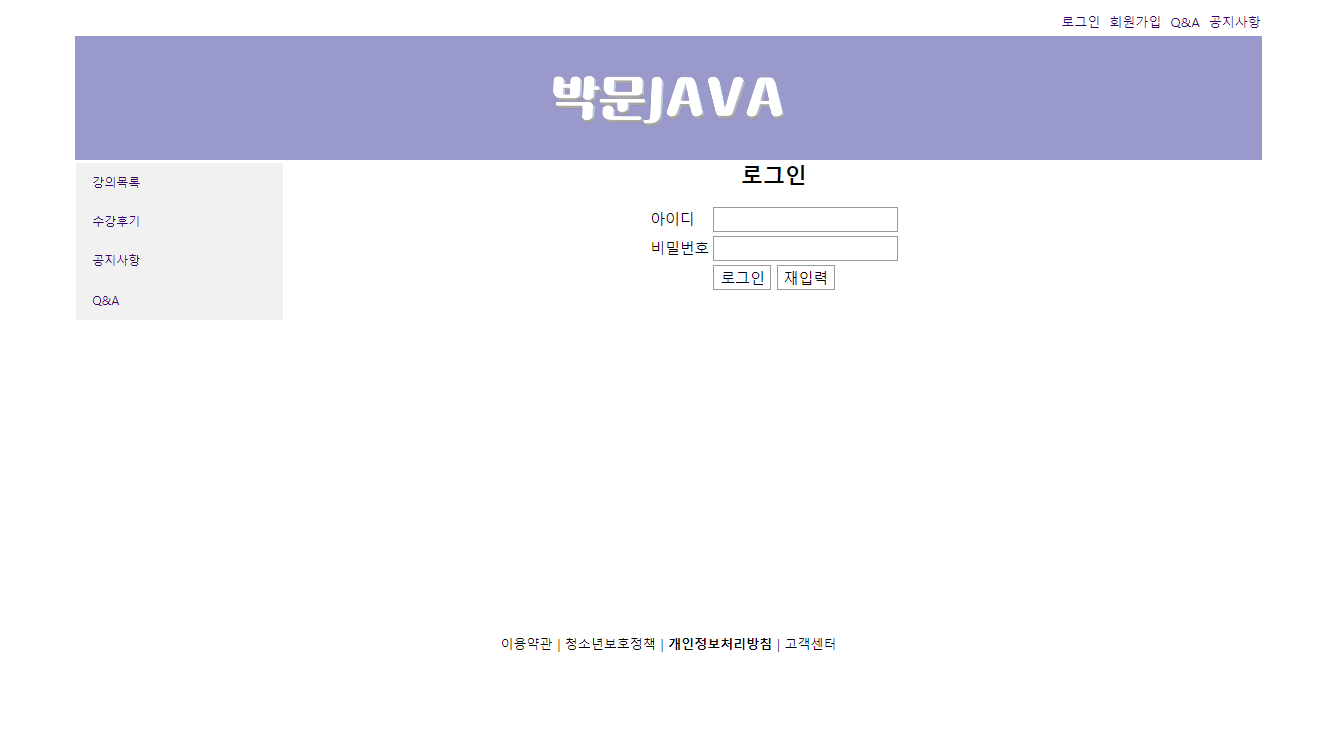 로그인 회원가입 Q&A 공지사항
박문JAVA
강의목록
수강후기
공지사항
Q&A
로그인
아이디
비밀번호
로그인 재입력
이용약관 | 청소년보호정책 | 개인정보처리방침 | 고객센터